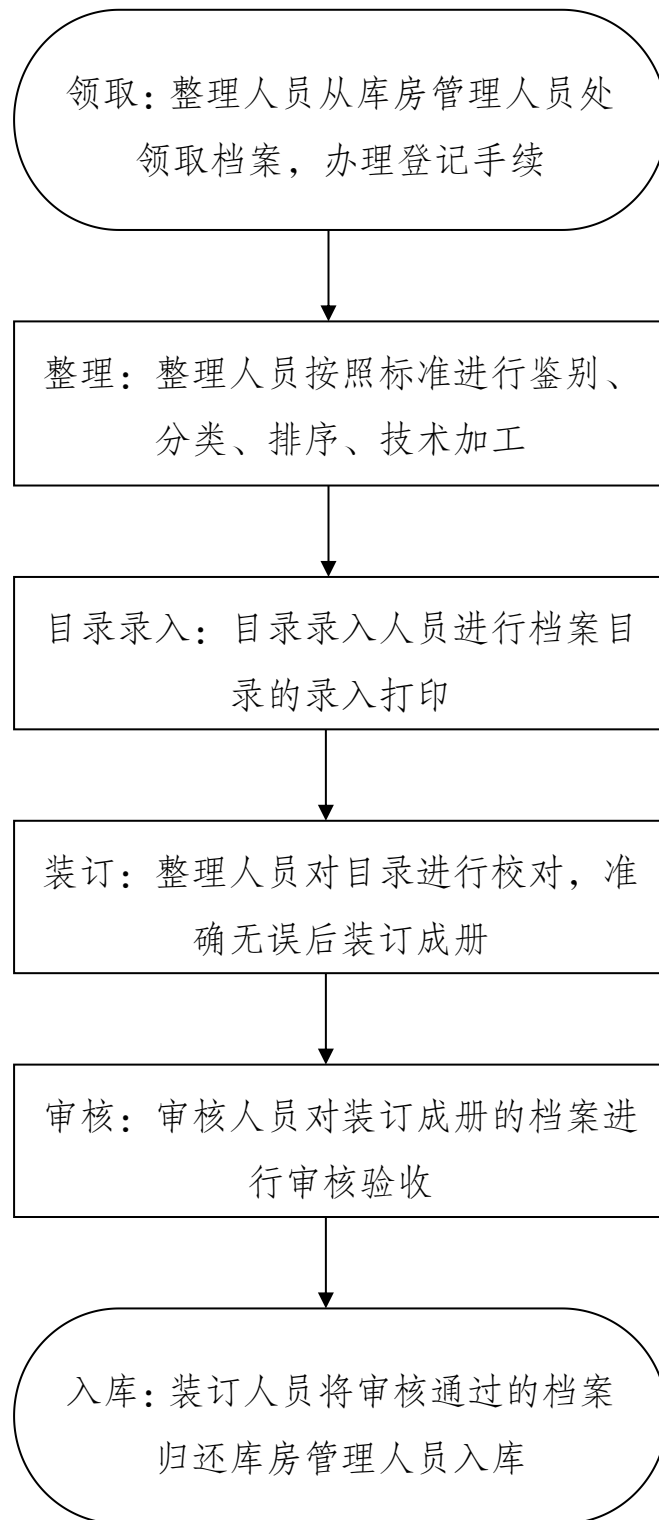 领取：整理人员从库房管理人员处
领取档案，办理登记手续
整理：整理人员按照标准进行鉴别、
分类、排序、技术加工
目录录入：目录录入人员进行档案目
录的录入打印
装订：整理人员对目录进行校对，准
确无误后装订成册
审核：审核人员对装订成册的档案进
行审核验收
入库：装订人员将审核通过的档案
归还库房管理人员入库